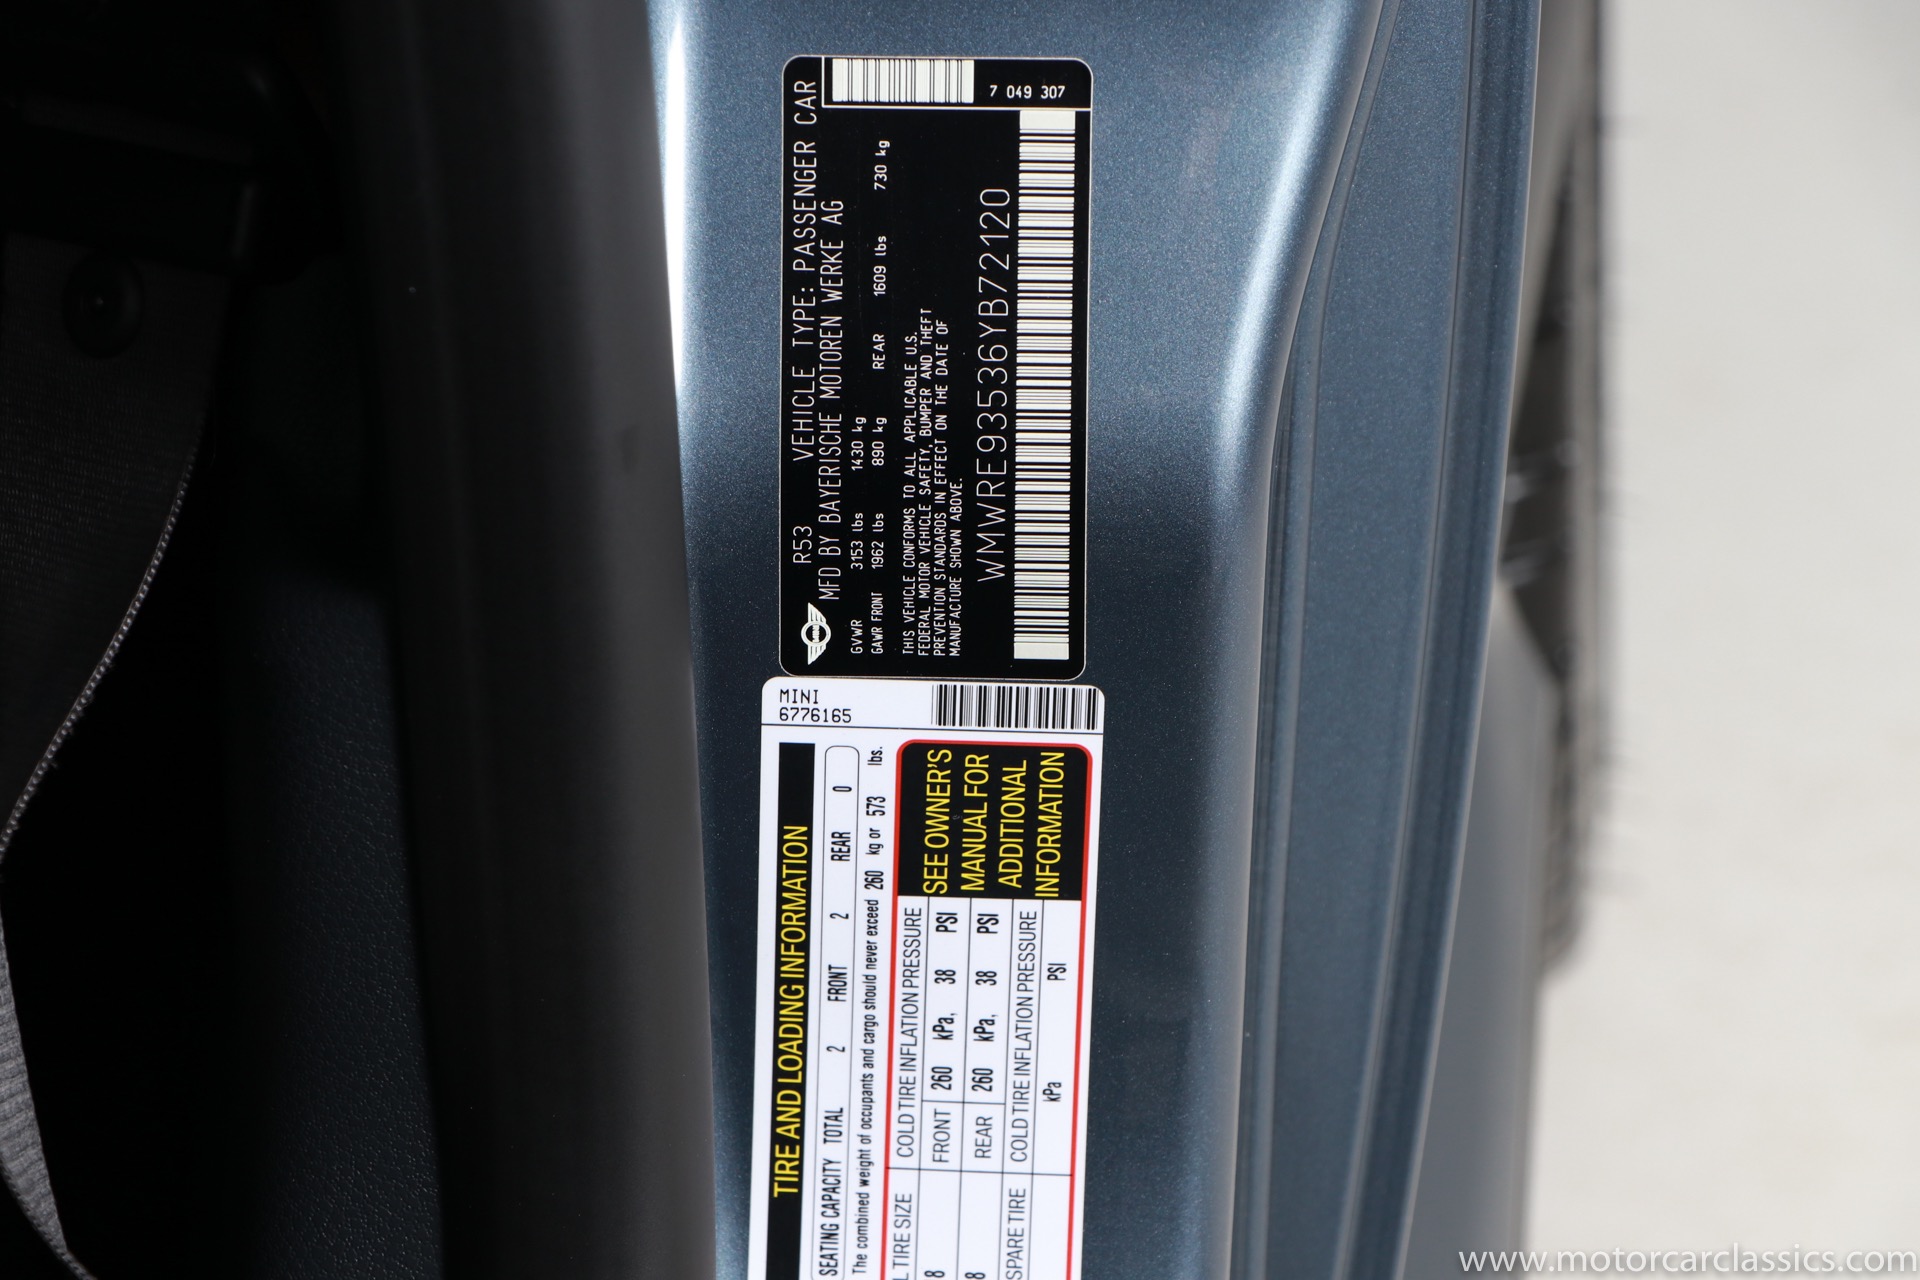 7 049 307
R53 VEHICLE TYPE: PASSENGER CAR
MFD BY BAYERISCHE MOTOREN WERKE AG
GVWR 3153 lbs 1430 kg
GAWR FRONT 1962 lbs 890 kg REAR 1609 lbs 730 kg
THIS VEHICLE CONFORMS TO ALL APPLICABLE U.S.
FEDERAL MOTOR VEHICLE SAFETY, BUMPER AND THEFT
PREVENTION STANDARDS IN EFFECT ON THE DATE OF
MANUFACTURE SHOWN ABOVE.
WMWRE93536YB72120
MINI
6776165
TIRE AND LOADING INFORMATION
SEATING CAPACITY TOTAL 2 FRONT 2 REAR 0
The combined weight of occupants and cargo should never exceed 260 kg or 573 lbs.
TIRE SIZE COLD TIRE INFLATION PRESSURE
8 FRONT 260 kPa, 38 PSI
8 REAR 260 kPa, 38 PSI
SPARE TIRE COLD TIRE INFLATION PRESSURE
kPa PSI
SEE OWNER'S
MANUAL FOR
ADDITIONAL
INFORMATION
www.motorcarclassics.com